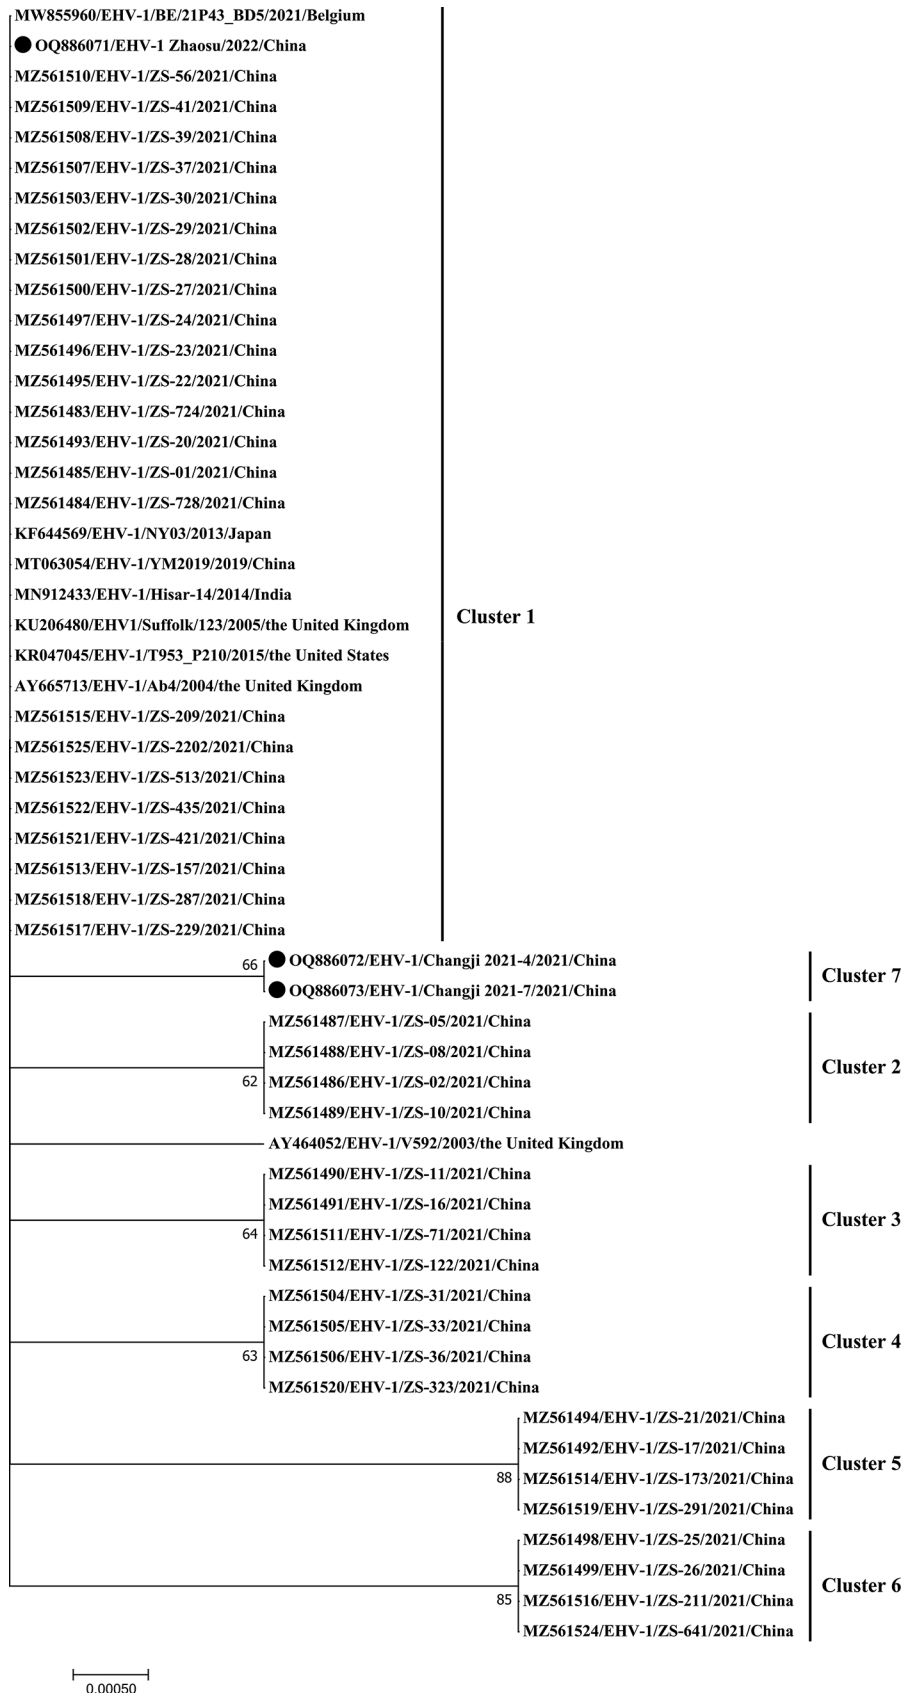 MW855960/EHV-1/BE/21P43_BD5/2021/Belgium
OQ886071/EHV-1 Zhaosu/2022/China
MZ561510/EHV-1/ZS-56/2021/China
MZ561509/EHV-1/ZS-41/2021/China
MZ561508/EHV-1/ZS-39/2021/China
MZ561507/EHV-1/ZS-37/2021/China
MZ561503/EHV-1/ZS-30/2021/China
MZ561502/EHV-1/ZS-29/2021/China
MZ561501/EHV-1/ZS-28/2021/China
MZ561500/EHV-1/ZS-27/2021/China
MZ561497/EHV-1/ZS-24/2021/China
MZ561496/EHV-1/ZS-23/2021/China
MZ561495/EHV-1/ZS-22/2021/China
MZ561483/EHV-1/ZS-724/2021/China
MZ561493/EHV-1/ZS-20/2021/China
MZ561485/EHV-1/ZS-01/2021/China
MZ561484/EHV-1/ZS-728/2021/China
KF644569/EHV-1/NY03/2013/Japan
MT063054/EHV-1/YM2019/2019/China
MN912433/EHV-1/Hisar-14/2014/India
KU206480/EHV1/Suffolk/123/2005/the United Kingdom
KR047045/EHV-1/T953_P210/2015/the United States
AY665713/EHV-1/Ab4/2004/the United Kingdom
MZ561515/EHV-1/ZS-209/2021/China
MZ561525/EHV-1/ZS-2202/2021/China
MZ561523/EHV-1/ZS-513/2021/China
MZ561522/EHV-1/ZS-435/2021/China
MZ561521/EHV-1/ZS-421/2021/China
MZ561513/EHV-1/ZS-157/2021/China
MZ561518/EHV-1/ZS-287/2021/China
MZ561517/EHV-1/ZS-229/2021/China
Cluster 1
66
OQ886072/EHV-1/Changji 2021-4/2021/China
OQ886073/EHV-1/Changji 2021-7/2021/China
Cluster 7
MZ561487/EHV-1/ZS-05/2021/China
MZ561488/EHV-1/ZS-08/2021/China
MZ561486/EHV-1/ZS-02/2021/China
MZ561489/EHV-1/ZS-10/2021/China
62
Cluster 2
AY464052/EHV-1/V592/2003/the United Kingdom
MZ561490/EHV-1/ZS-11/2021/China
MZ561491/EHV-1/ZS-16/2021/China
MZ561511/EHV-1/ZS-71/2021/China
MZ561512/EHV-1/ZS-122/2021/China
64
Cluster 3
MZ561504/EHV-1/ZS-31/2021/China
MZ561505/EHV-1/ZS-33/2021/China
MZ561506/EHV-1/ZS-36/2021/China
MZ561520/EHV-1/ZS-323/2021/China
63
Cluster 4
MZ561494/EHV-1/ZS-21/2021/China
MZ561492/EHV-1/ZS-17/2021/China
MZ561514/EHV-1/ZS-173/2021/China
MZ561519/EHV-1/ZS-291/2021/China
88
Cluster 5
MZ561498/EHV-1/ZS-25/2021/China
MZ561499/EHV-1/ZS-26/2021/China
MZ561516/EHV-1/ZS-211/2021/China
MZ561524/EHV-1/ZS-641/2021/China
85
Cluster 6
0.00050